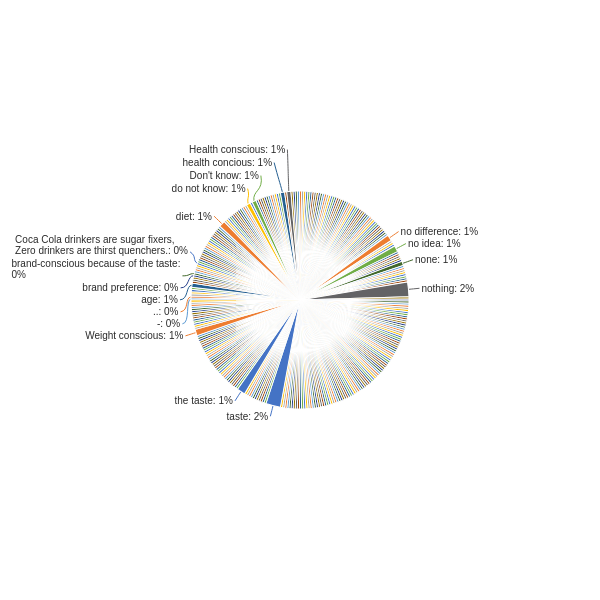 Health conscious: 1%
health concious: 1%
Don't know: 1%
do not know: 1%
diet: 1%
Coca Cola drinkers are sugar fixers,
Zero drinkers are thirst quenchers.: 0%
brand-conscious because of the taste:
0%
brand preference: 0%
age: 1%
..: 0%
-: 0%
Weight conscious: 1%
the taste: 1%
taste: 2%
no difference: 1%
no idea: 1%
none: 1%
nothing: 2%